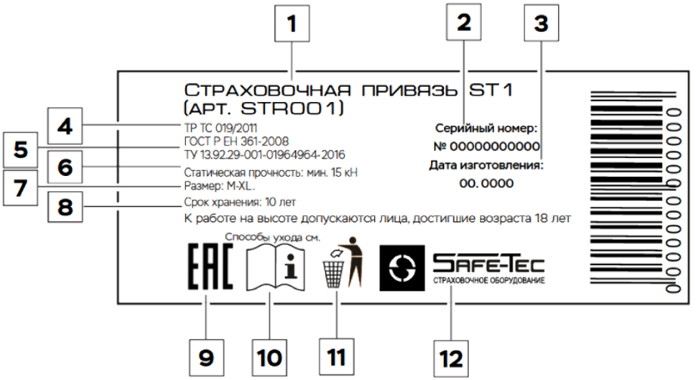 1
2
3
СТРАХОВОЧНАЯ ПРИВЯЗЬ ST1
(АРТ. STR001)
4
ТР ТС 019/2011
5
ГОСТ Р ЕН 361-2008
ТУ 13.92.29-001-01964964-2016
6
Статическая прочность: мин. 15 кН
7
Размер: M-XL.
8
Срок хранения: 10 лет
К работе на высоте допускаются лица, достигшие возраста 18 лет
Серийный номер:
№ 00000000000
Дата изготовления:
00. 0000
Способы ухода см.
EAC
i
SAFE-TEC
СТРАХОВОЧНОЕ ОБОРУДОВАНИЕ
9
10
11
12